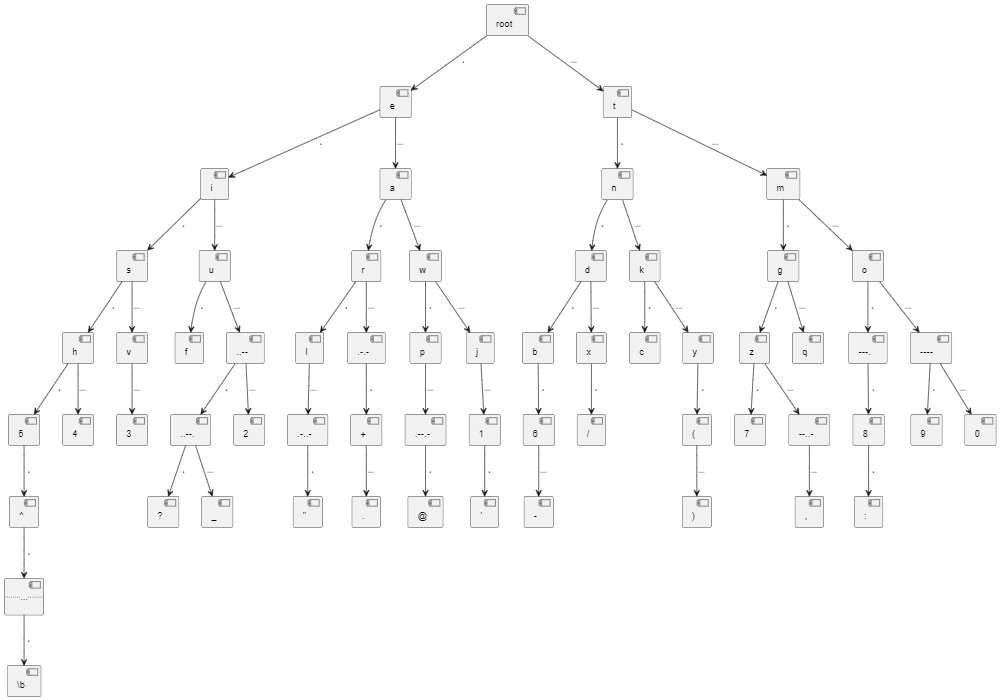 root
. —
e t
. — . —
i a n m
. — . — . — . —
s u r w d k g o
. — . — . — . — . — . — . — . —
h v f ..-- l .-.- p j b x c y z q ---. ----
. — — . — — . . — . — . . — . . —
5 4 3 ..--. 2 .-..- + .--.- 1 6 / ( 7 --..- 8 9 0
. . — . . . . — — — .
^ ? _ " . @ ' - ) , :
.
.
\b